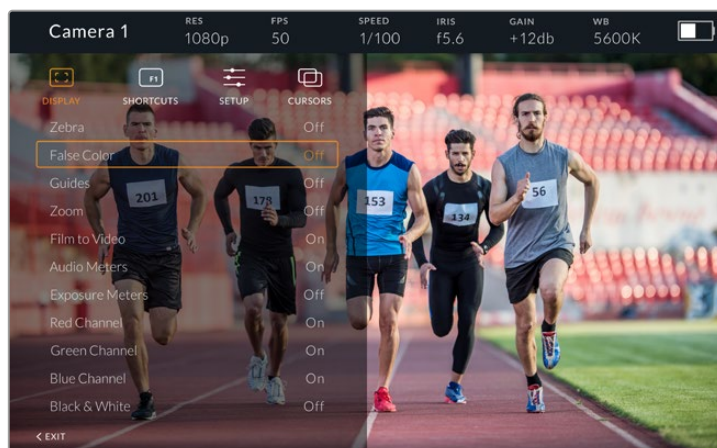 Camera 1
RES
1080p
FPS
50
SPEED
1/100
IRIS
f5.6
GAIN
+12db
WB
5600K
F1
DISPLAY
SHORTCUTS
SETUP
CURSORS
Zebra Off
False Color Off
Guides Off
Zoom Off
Film to Video On
Audio Meters On
Exposure Meters Off
Red Channel On
Green Channel On
Blue Channel On
Black & White Off
< EXIT
201
178
153
134
56